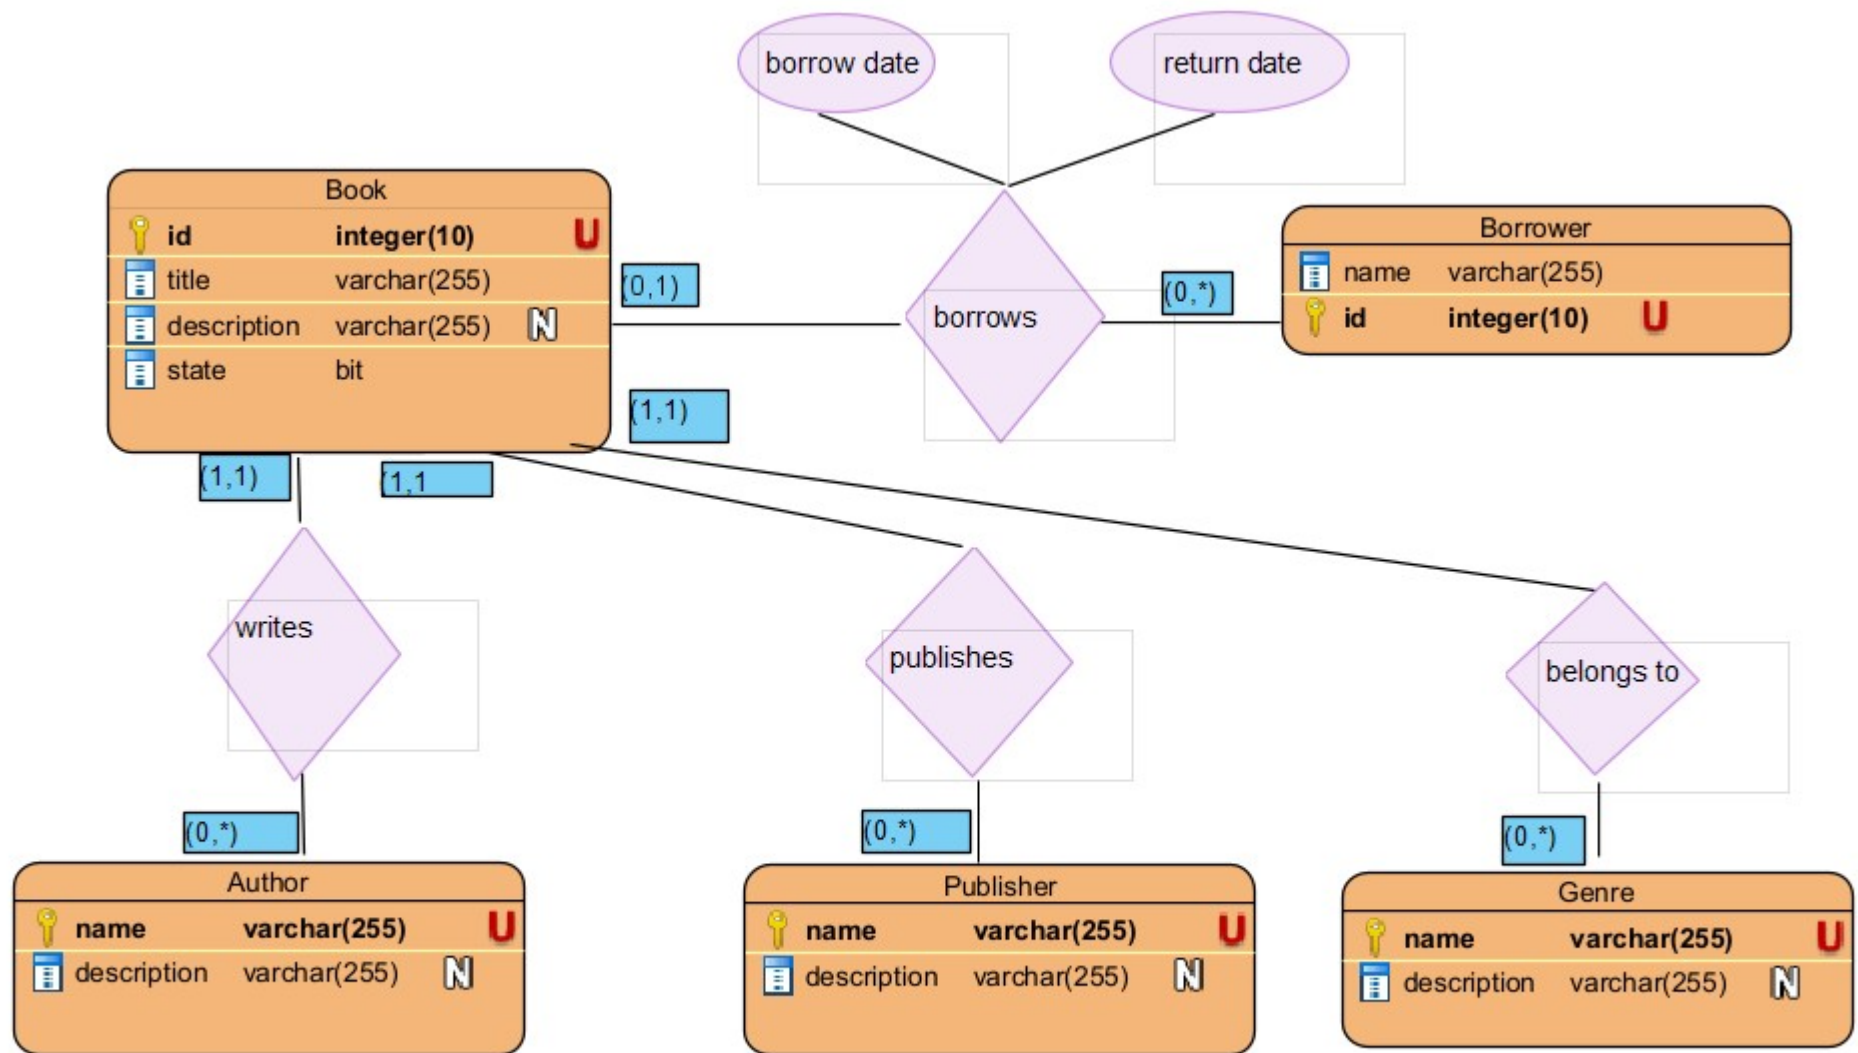 borrow date
return date
Book
id integer(10) U
title varchar(255)
description varchar(255) N
state bit
(0,1)
borrows
(0,*)
Borrower
name varchar(255)
id integer(10) U
(1,1)
(1,1)
(1,1
writes
publishes
belongs to
(0,*)
(0,*)
(0,*)
Author
name varchar(255) U
description varchar(255) N
Publisher
name varchar(255) U
description varchar(255) N
Genre
name varchar(255) U
description varchar(255) N